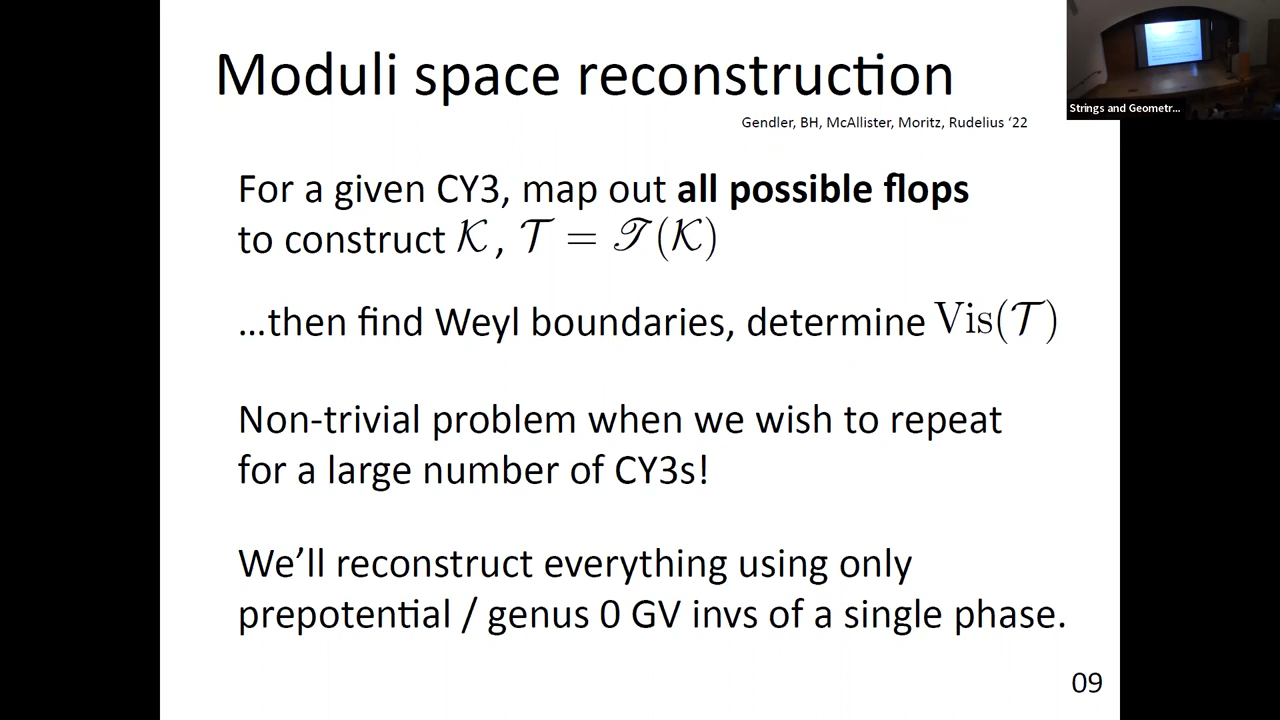 Moduli space reconstruction
Strings and Geometr...
Gendler, BH, McAllister, Moritz, Rudelius ‘22
For a given CY3, map out all possible flops
to construct 𝒦, 𝒯 = 𝒯(𝒦)
...then find Weyl boundaries, determine Vis(𝒯)
Non-trivial problem when we wish to repeat
for a large number of CY3s!
We’ll reconstruct everything using only
prepotential / genus 0 GV invs of a single phase.
09